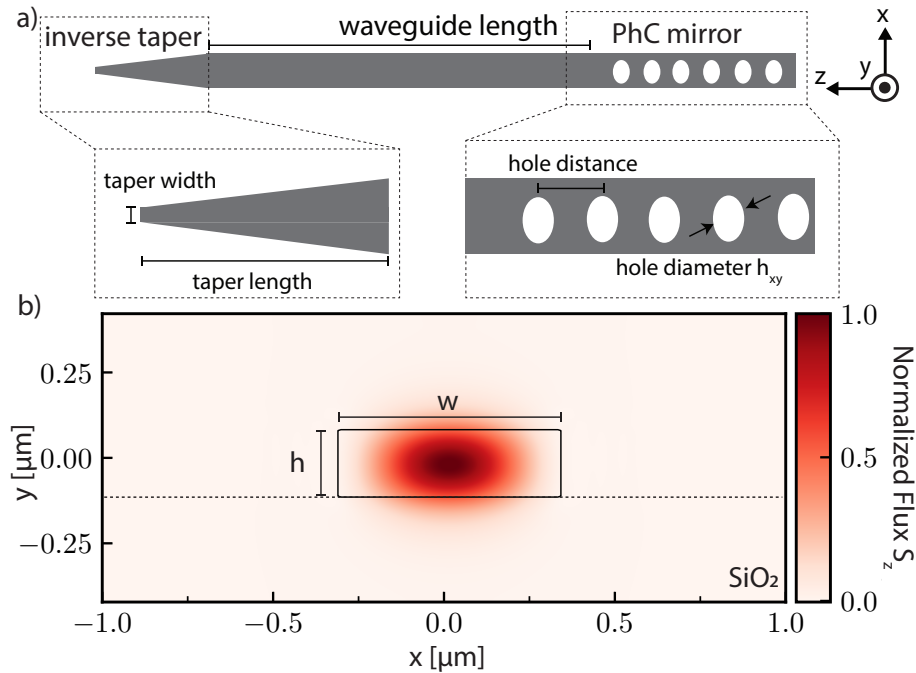 a)
inverse taper
waveguide length
PhC mirror
x
y
z
taper width
taper length
hole distance
hole diameter hxy
b)
w
h
SiO₂
0.25
0.00
−0.25
y [μm]
−1.0 −0.5 0.0 0.5 1.0
x [μm]
1.0
0.5
0.0
Normalized Flux Sz